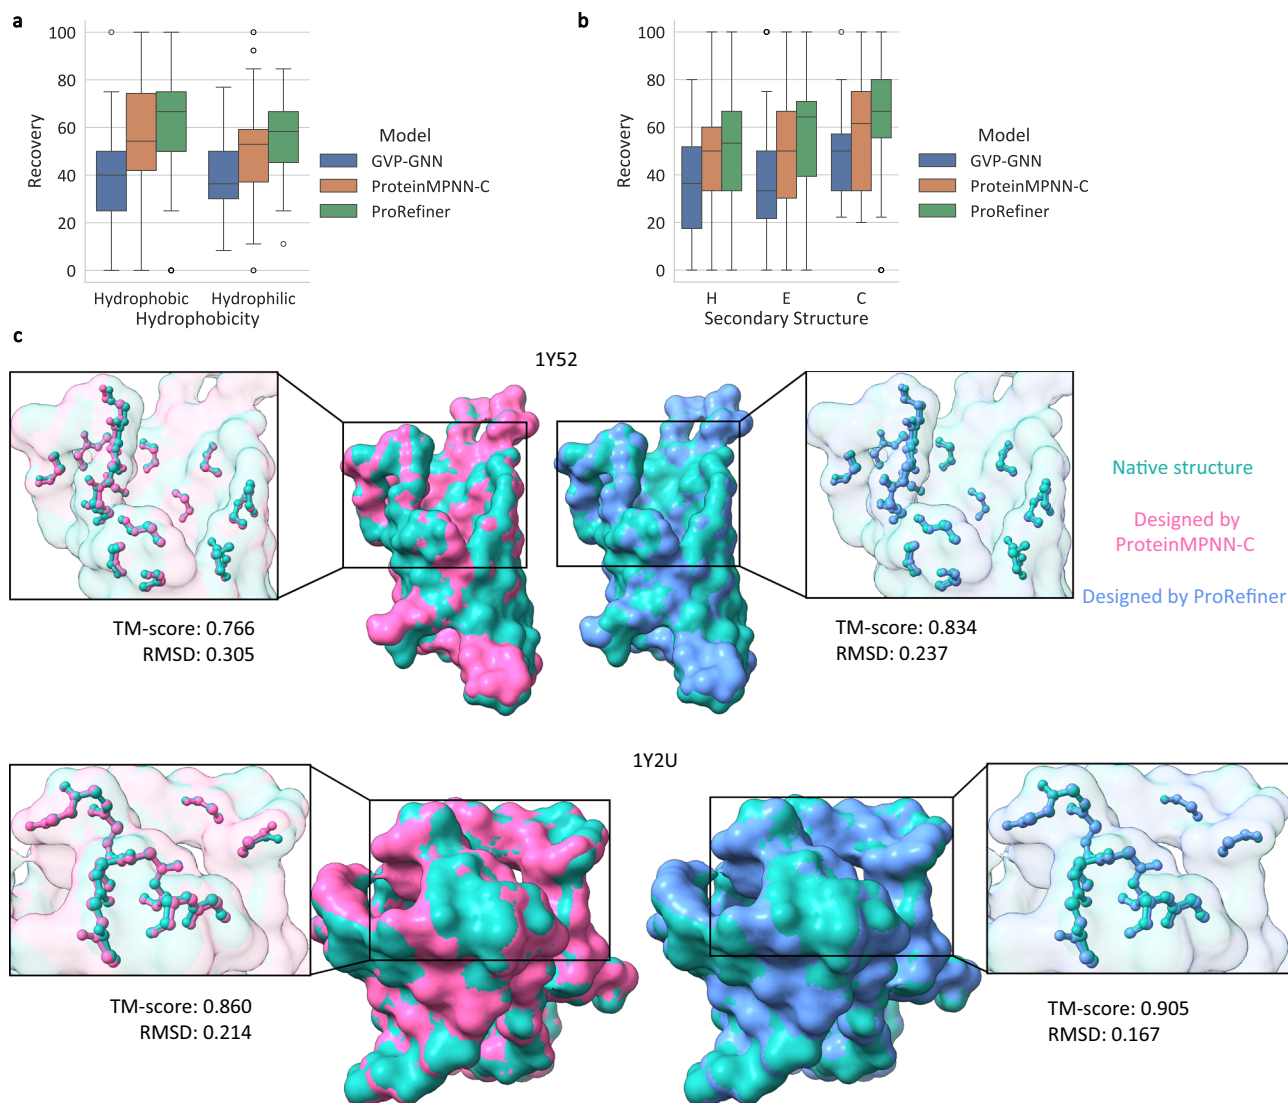 a
100
80
60
40
20
0
Recovery
Hydrophobic Hydrophilic
Hydrophobicity
Model
GVP-GNN
ProteinMPNN-C
ProRefiner
b
100
80
60
40
20
0
Recovery
H E C
Secondary Structure
Model
GVP-GNN
ProteinMPNN-C
ProRefiner
c
1Y52
TM-score: 0.766
RMSD: 0.305
TM-score: 0.834
RMSD: 0.237
Native structure
Designed by
ProteinMPNN-C
Designed by ProRefiner
1Y2U
TM-score: 0.860
RMSD: 0.214
TM-score: 0.905
RMSD: 0.167